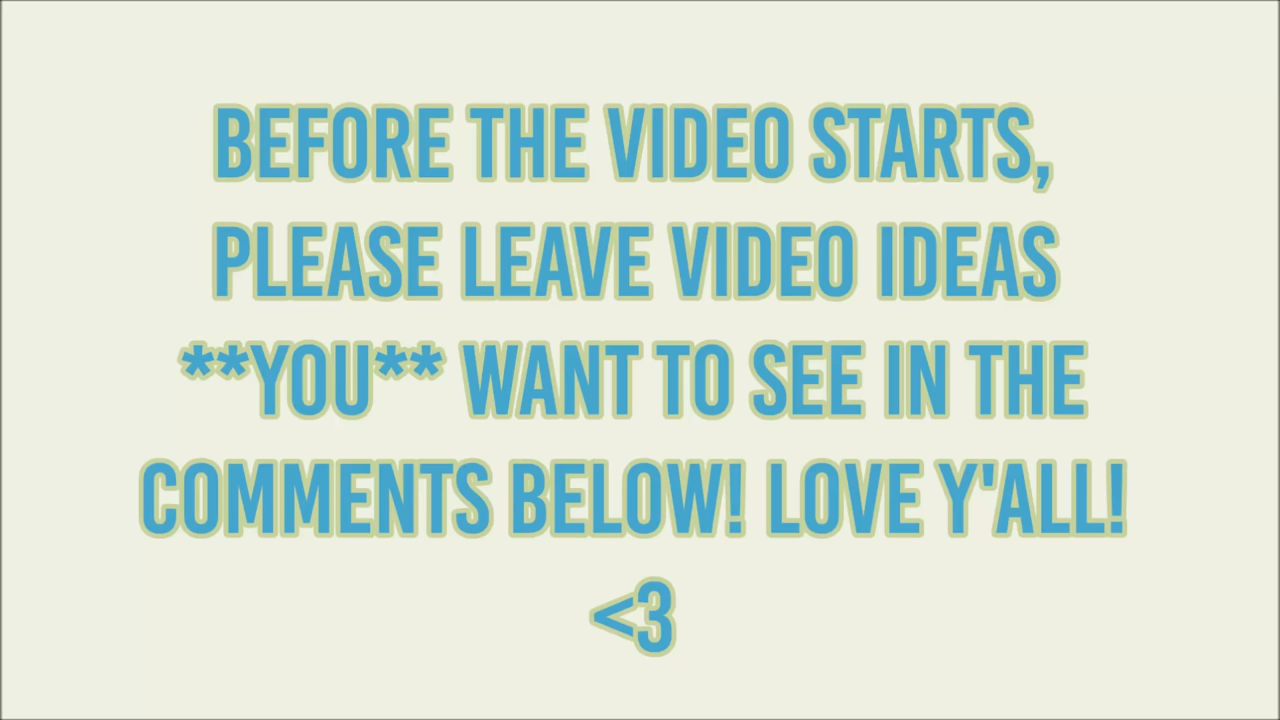 BEFORE THE VIDEO STARTS,
PLEASE LEAVE VIDEO IDEAS
**YOU** WANT TO SEE IN THE
COMMENTS BELOW! LOVE Y'ALL!
<3